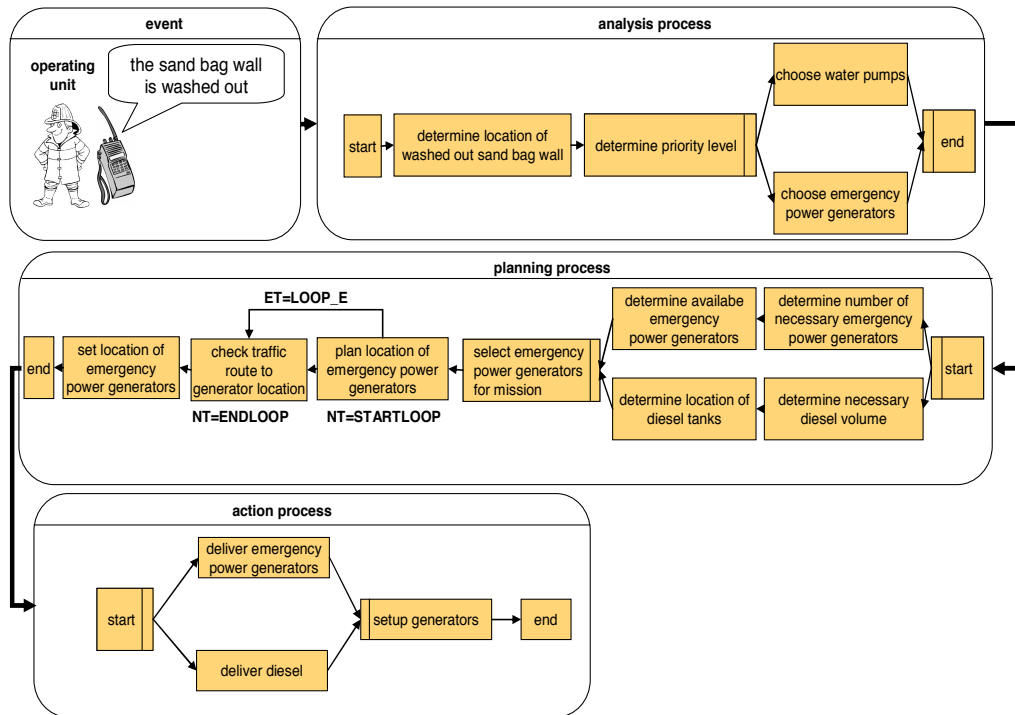 event
operating
unit
the sand bag wall
is washed out
analysis process
start
determine location of
washed out sand bag wall
determine priority level
choose water pumps
choose emergency
power generators
end
planning process
start
determine number of
necessary emergency
power generators
determine necessary
diesel volume
determine availabe
emergency
power generators
determine location of
diesel tanks
select emergency
power generators
for mission
ET=LOOP_E
plan location of
emergency power
generators
NT=STARTLOOP
check traffic
route to
generator location
NT=ENDLOOP
set location of
emergency
power generators
end
action process
start
deliver emergency
power generators
deliver diesel
setup generators
end